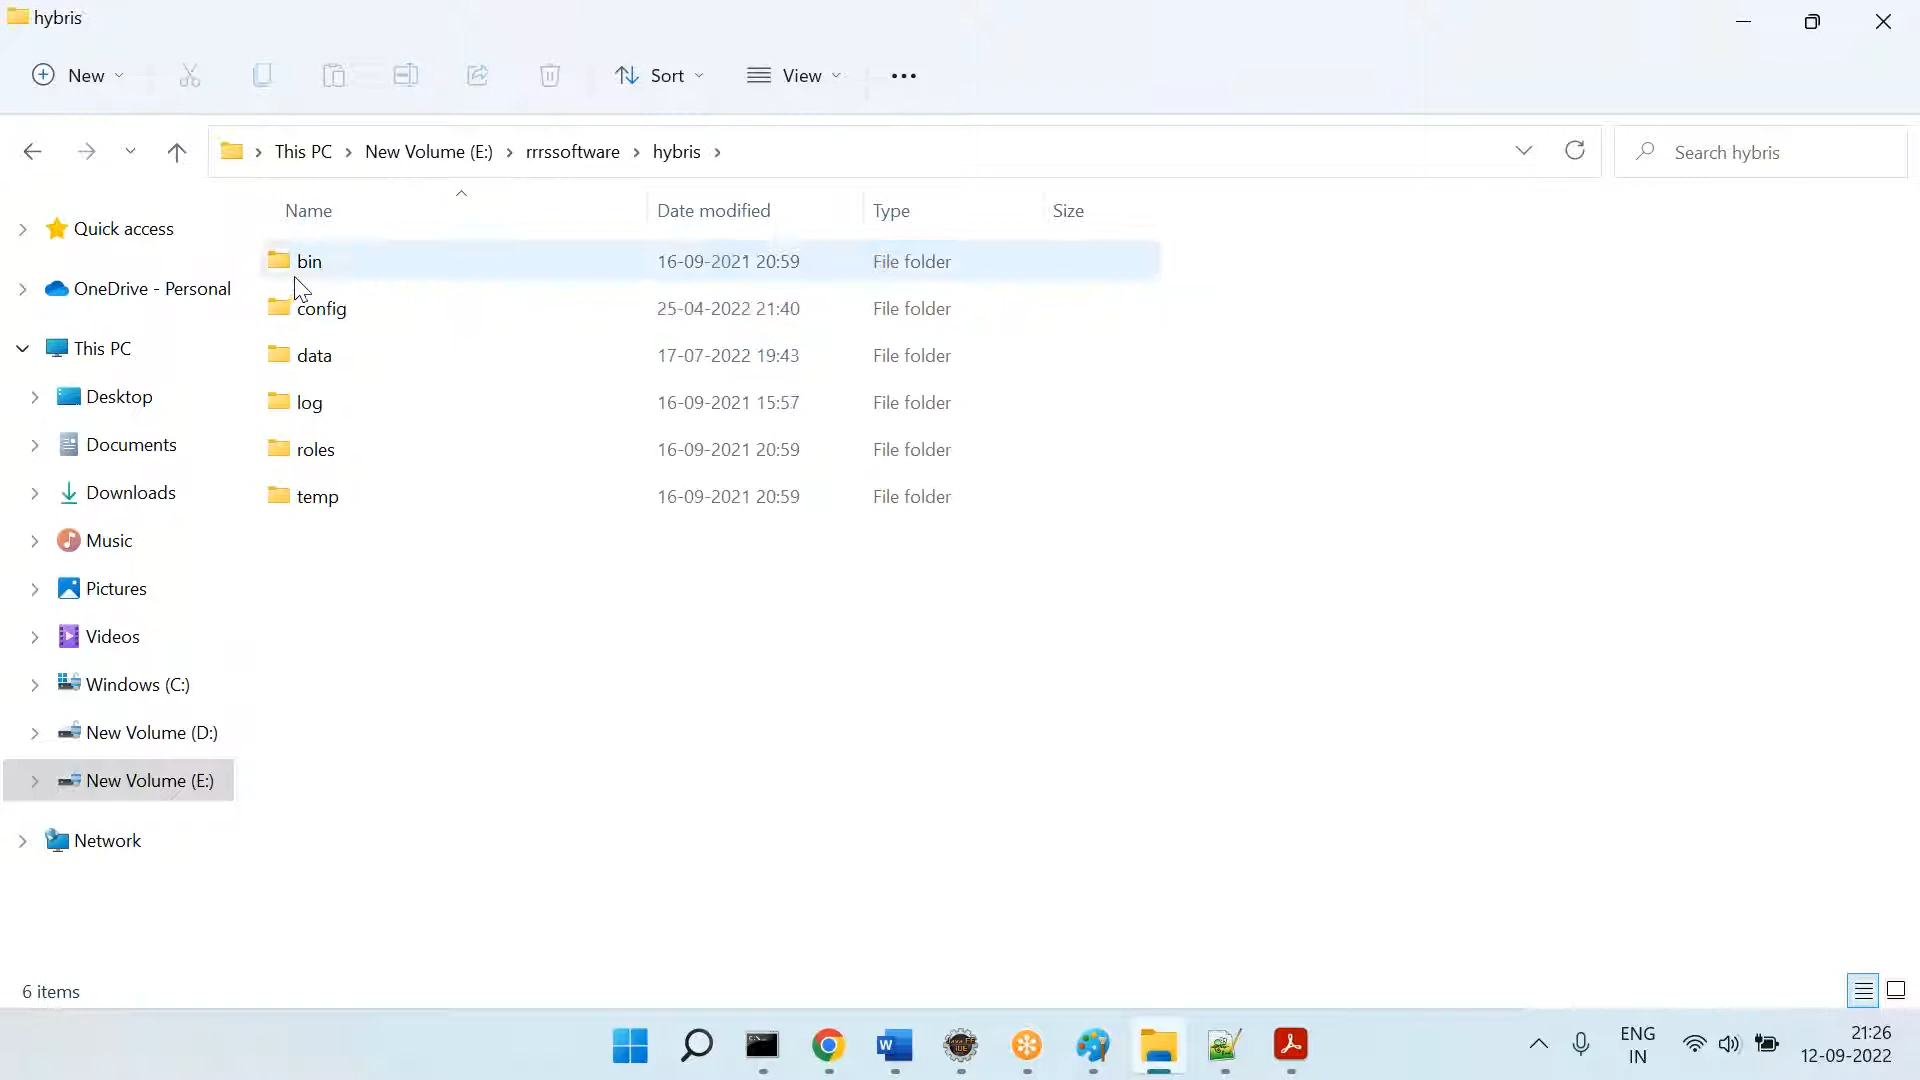 hybris
New Sort View
This PC New Volume (E:) rrrssoftware hybris Search hybris
Name Date modified Type Size
Quick access
OneDrive - Personal
This PC
Desktop
Documents
Downloads
Music
Pictures
Videos
Windows (C:)
New Volume (D:)
New Volume (E:)
Network
bin 16-09-2021 20:59 File folder
config 25-04-2022 21:40 File folder
data 17-07-2022 19:43 File folder
log 16-09-2021 15:57 File folder
roles 16-09-2021 20:59 File folder
temp 16-09-2021 20:59 File folder
6 items
ENG 21:26
IN 12-09-2022